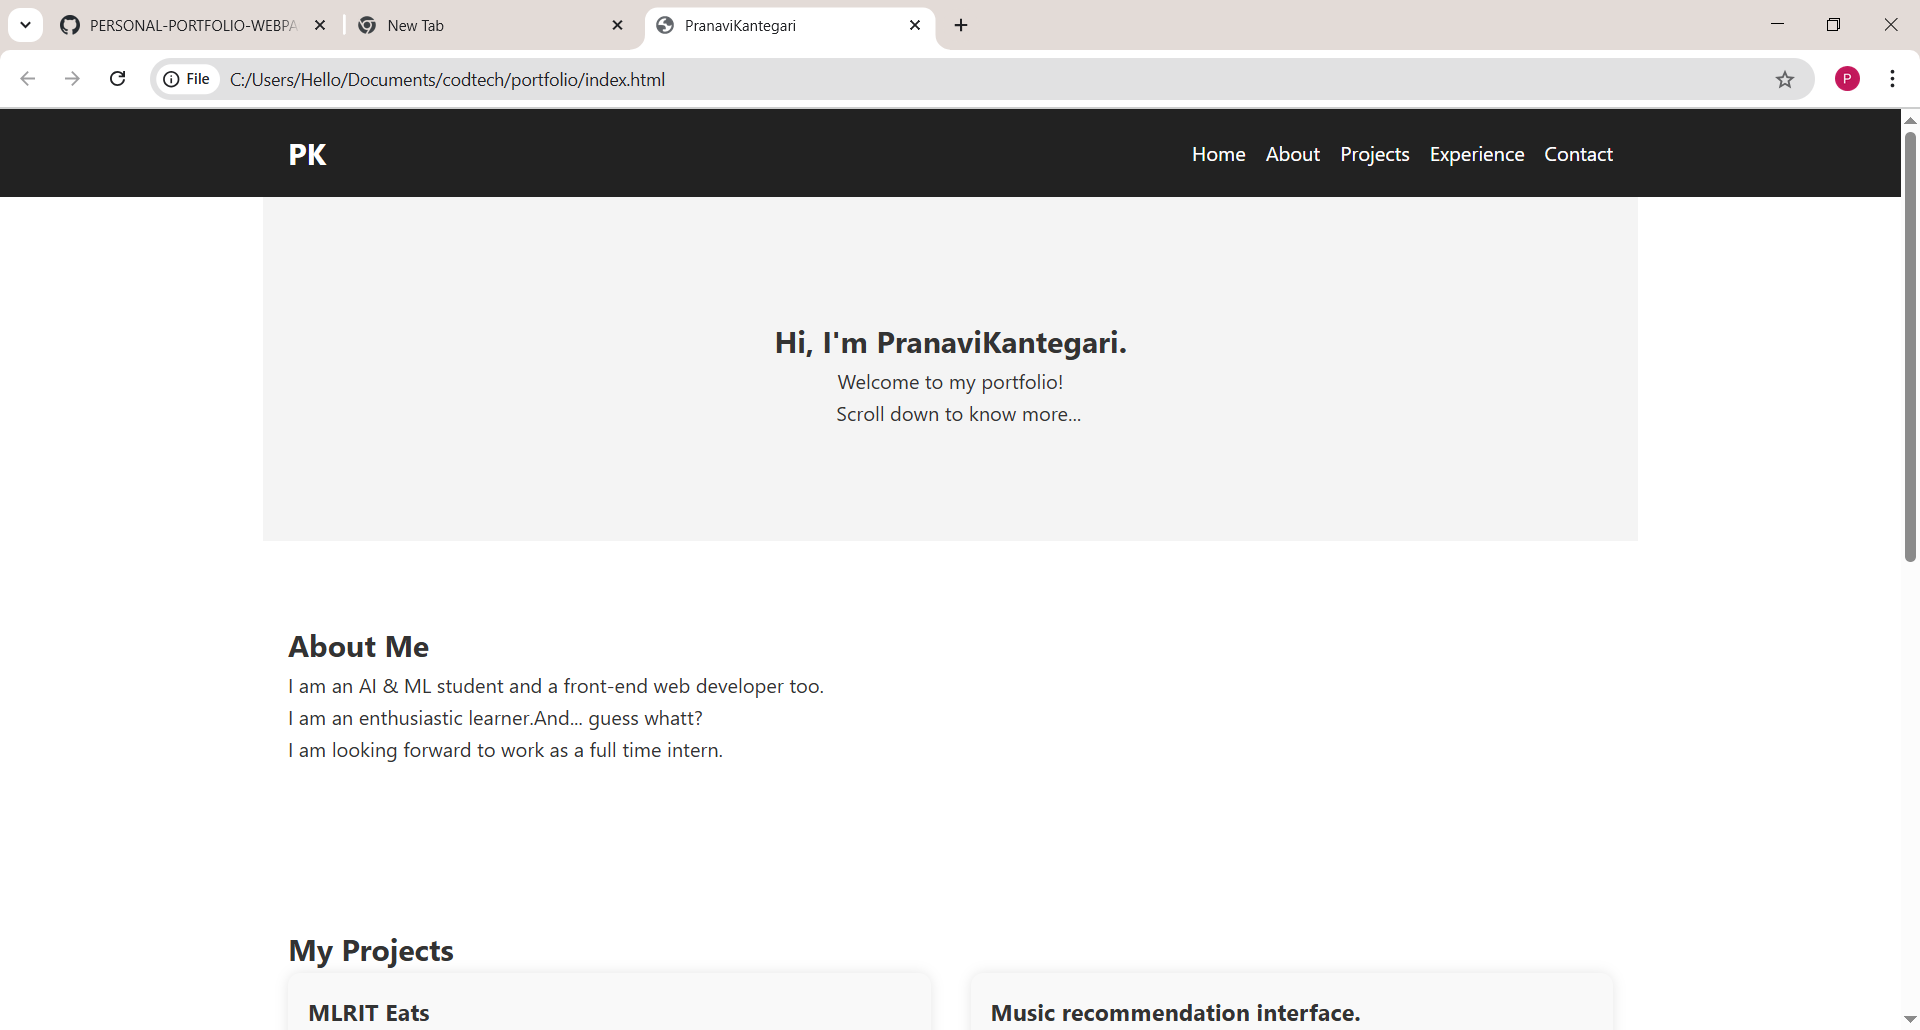 PERSONAL-PORTFOLIO-WEBPA
New Tab
PranaviKantegari
File
C:/Users/Hello/Documents/codtech/portfolio/index.html
P
PK
Home About Projects Experience Contact
Hi, I'm PranaviKantegari.
Welcome to my portfolio!
Scroll down to know more...
About Me
I am an AI & ML student and a front-end web developer too.
I am an enthusiastic learner.And... guess whatt?
I am looking forward to work as a full time intern.
My Projects
MLRIT Eats
Music recommendation interface.